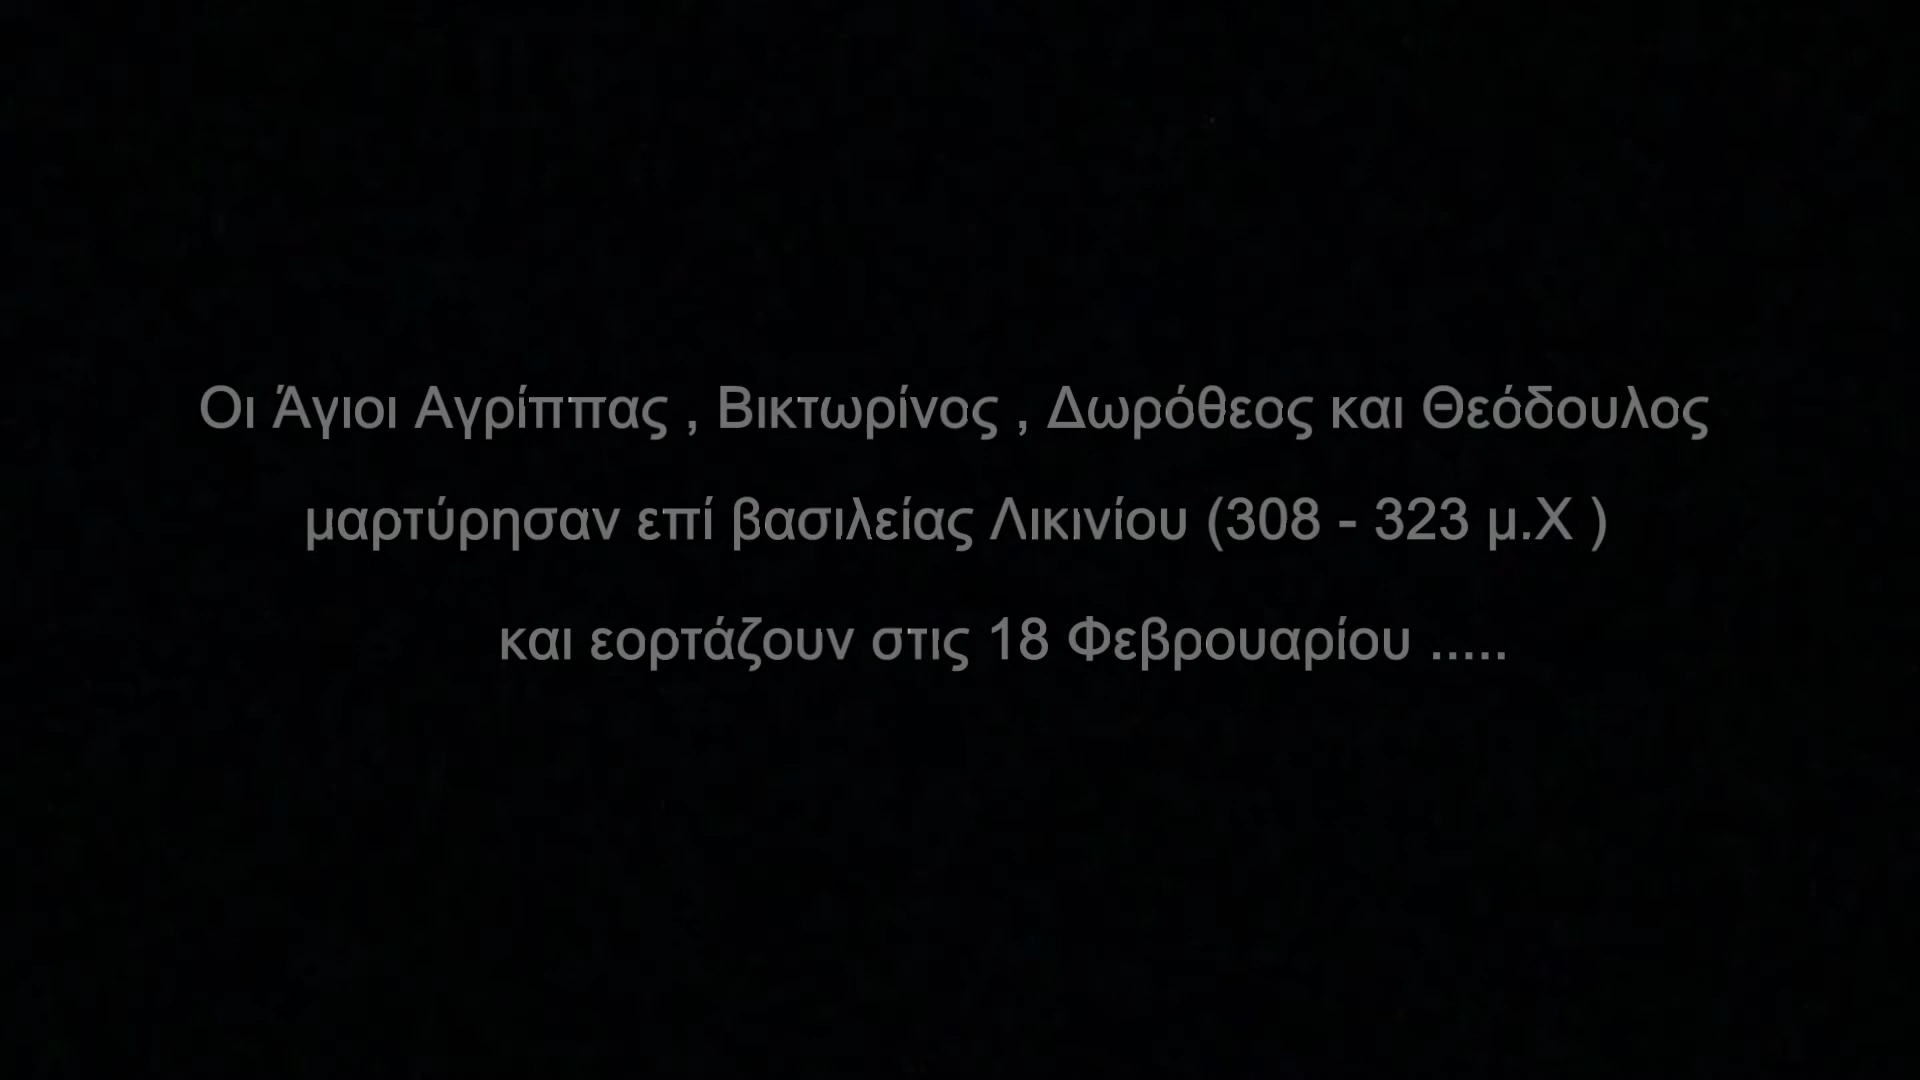 Οι Άγιοι Αγρίππας , Βικτωρίνος , Δωρόθεος και Θεόδουλος
μαρτύρησαν επί βασιλείας Λικινίου (308 - 323 μ.Χ )
και εορτάζουν στις 18 Φεβρουαρίου .....